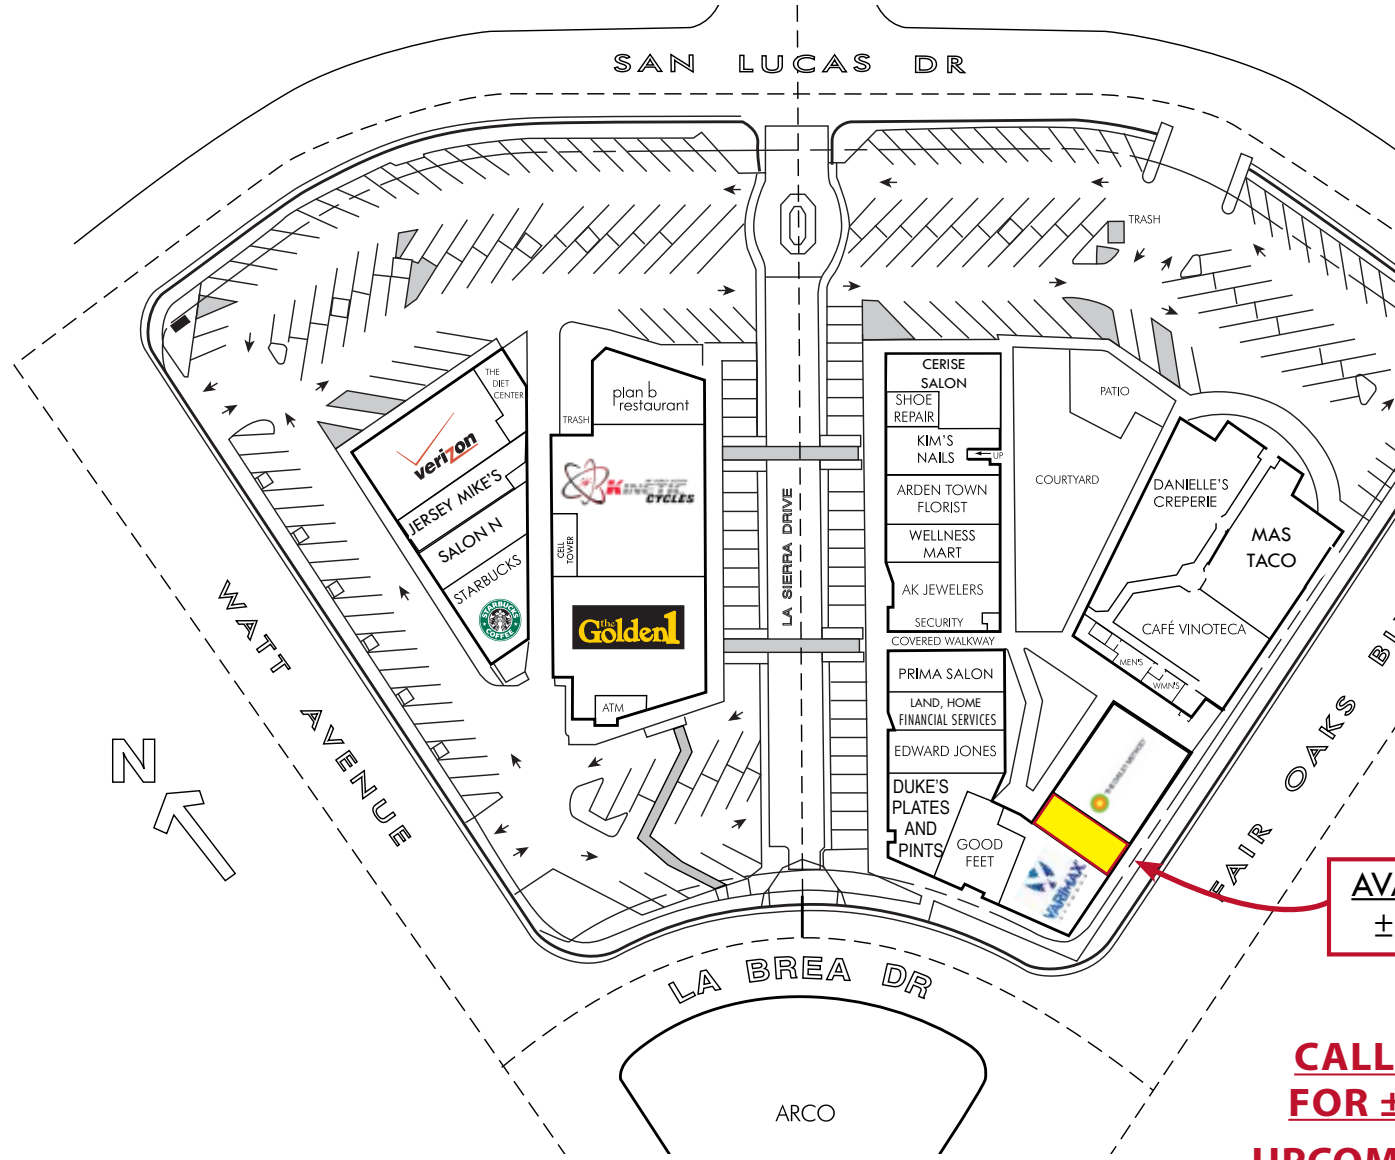 SAN LUCAS DR
TRASH
THE
DIET
CENTER
verizon
JERSEY MIKE'S
SALON N
STARBUCKS
STARBUCKS
COFFEE
plan b
restaurant
TRASH
KINETIC
CYCLES
CELL
TOWER
the
Golden1
ATM
LA SIERRA DRIVE
CERISE
SALON
SHOE
REPAIR
KIM'S
NAILS
UP
ARDEN TOWN
FLORIST
WELLNESS
MART
AK JEWELERS
SECURITY
COVERED WALKWAY
PRIMA SALON
LAND, HOME
FINANCIAL SERVICES
EDWARD JONES
DUKE'S
PLATES
AND
PINTS
GOOD
FEET
VARIMAX
PATIO
COURTYARD
DANIELLE'S
CREPERIE
MAS
TACO
CAFÉ VINOTECA
MEN'S
WMN'S
WATT AVENUE
N
FAIR OAKS
LA BREA DR
ARCO
±
CALL
FOR ±